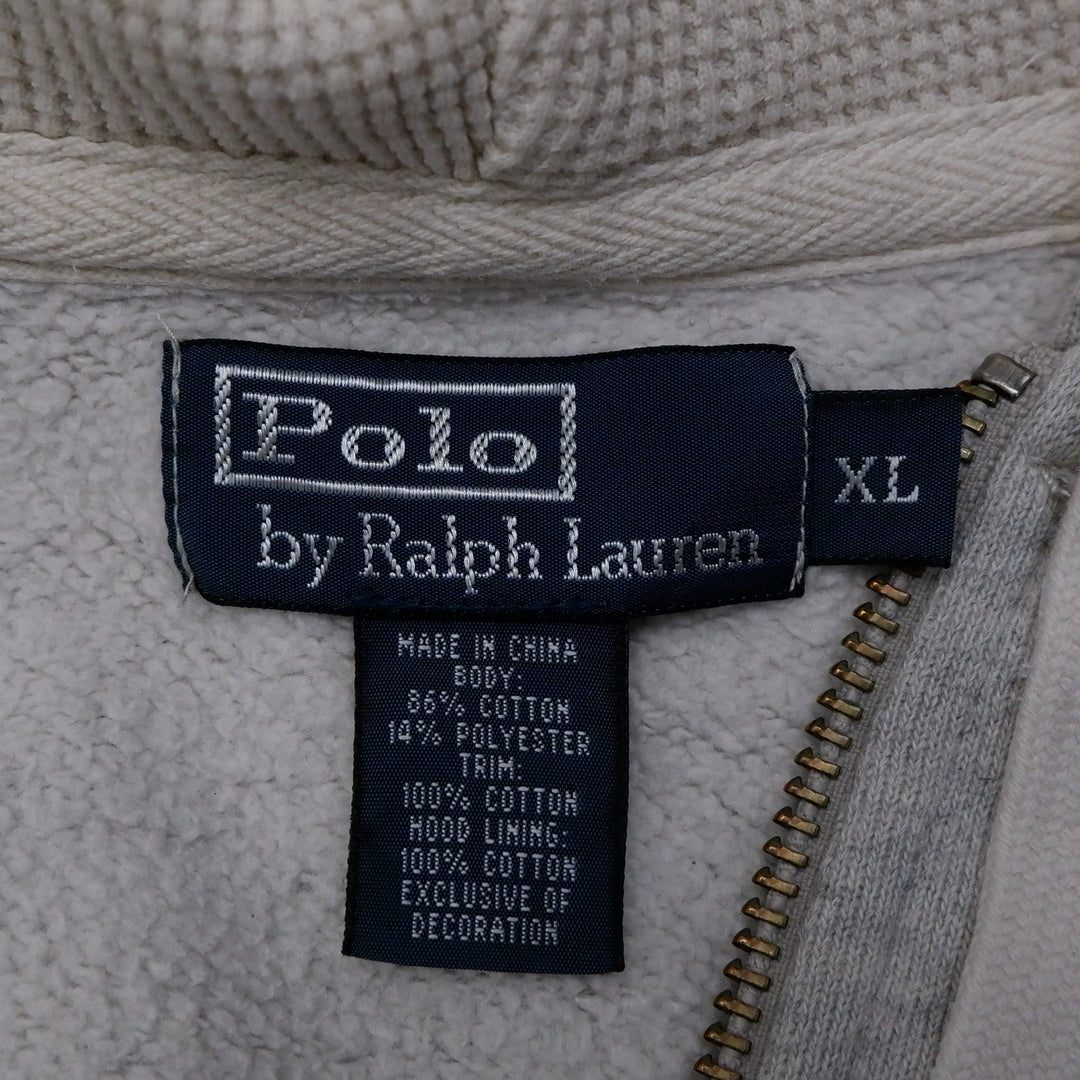 Polo
by Ralph Lauren
XL
MADE IN CHINA
BODY:
86% COTTON
14% POLYESTER
TRIM:
100% COTTON
HOOD LINING:
100% COTTON
EXCLUSIVE OF
DECORATION